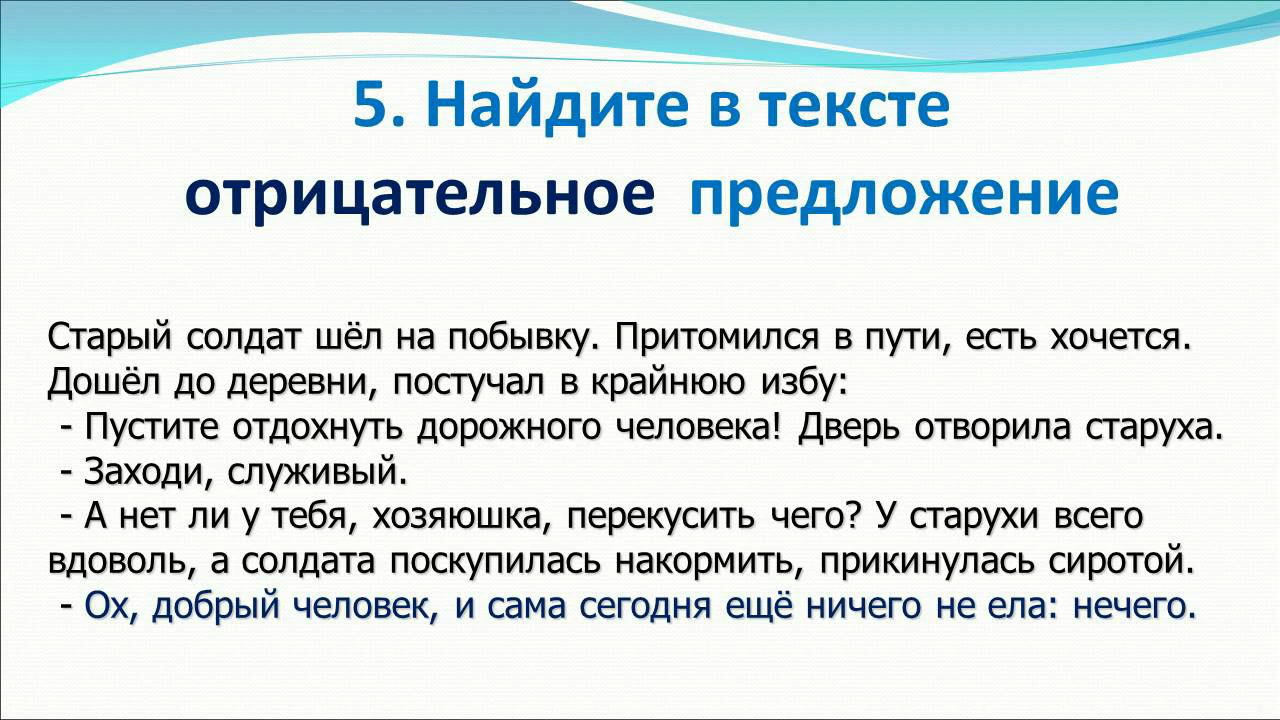 5. Найдите в тексте
отрицательное предложение
Старый солдат шёл на побывку. Притомился в пути, есть хочется.
Дошёл до деревни, постучал в крайнюю избу:
- Пустите отдохнуть дорожного человека! Дверь отворила старуха.
- Заходи, служивый.
- А нет ли у тебя, хозяюшка, перекусить чего? У старухи всего
вдоволь, а солдата поскупилась накормить, прикинулась сиротой.
- Ох, добрый человек, и сама сегодня ещё ничего не ела: нечего.